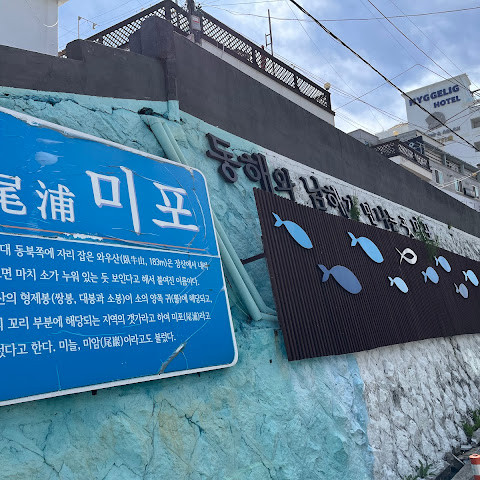 尾浦 미포
대 동북쪽에 자리 잡은 와우산(臥牛山, 183m)은 장산에서 내려
면 마치 소가 누워 있는 듯 보인다고 해서 붙여진 이름이다.
산의 형제봉(쌍봉, 대봉과 소봉)이 소의 양쪽 귀(뿔)에 해당되고,
꼬리 부분에 해당되는 지역의 갯가라고 하여 미포(尾浦)라고
렀다고 한다. 미늘, 미암(尾巖)이라고도 불렀다.
동해와 남해가
HYGGELIG
HOTEL